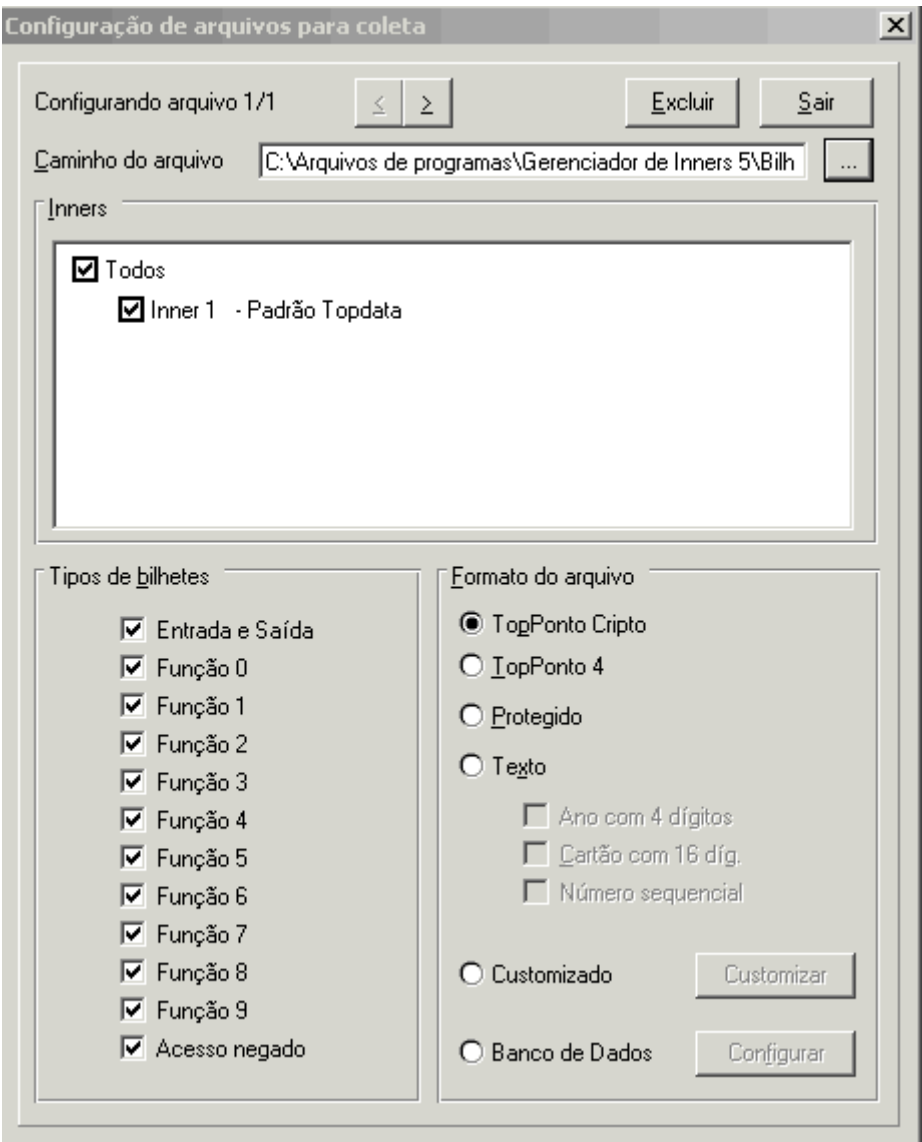 Configuração de arquivos para coleta
Configurando arquivo 1/1 < > Excluir Sair
Caminho do arquivo C:\Arquivos de programas\Gerenciador de Inners 5\Bilh ...
Inners
Todos
Inner 1 - Padrão Topdata
Tipos de bilhetes
Entrada e Saída
Função 0
Função 1
Função 2
Função 3
Função 4
Função 5
Função 6
Função 7
Função 8
Função 9
Acesso negado
Formato do arquivo
TopPonto Cripto
TopPonto 4
Protegido
Texto
Ano com 4 dígitos
Cartão com 16 díg.
Número sequencial
Customizado Customizar
Banco de Dados Configurar